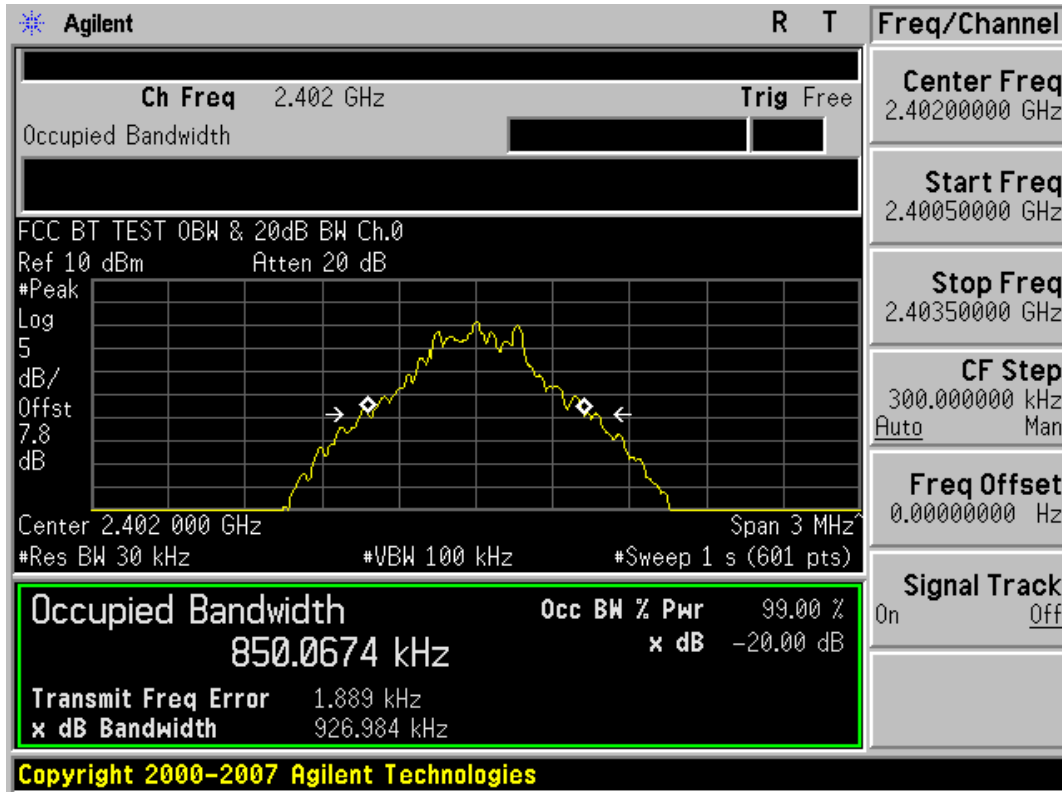 Agilent R T Freq/Channel
Ch Freq 2.402 GHz Trig Free
Occupied Bandwidth
Center Freq
2.40200000 GHz
Start Freq
2.40050000 GHz
Stop Freq
2.40350000 GHz
CF Step
300.000000 kHz
Auto Man
Freq Offset
0.00000000 Hz
Signal Track
On Off
FCC BT TEST OBW & 20dB BW Ch.0
Ref 10 dBm Atten 20 dB
#Peak
Log
5
dB/
Offst
7.8
dB
Center 2.402 000 GHz Span 3 MHz^
#Res BW 30 kHz #VBW 100 kHz #Sweep 1 s (601 pts)
Occupied Bandwidth Occ BW % Pwr 99.00 %
850.0674 kHz x dB -20.00 dB
Transmit Freq Error 1.889 kHz
x dB Bandwidth 926.984 kHz
Copyright 2000-2007 Agilent Technologies